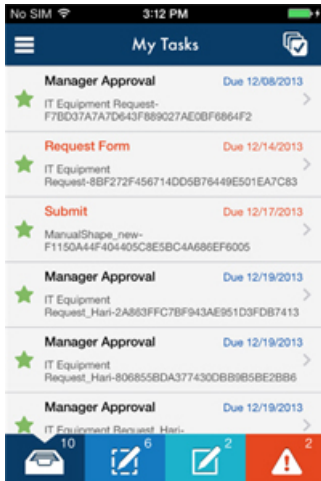 No SIM 3:12 PM
My Tasks
Manager Approval Due 12/08/2013
IT Equipment Request-
F7BD37A7A7D643F889027AE0BF6864F2
Request Form Due 12/14/2013
IT Equipment
Request-8BF272F456714DD5B76449E501EA7C83
Submit Due 12/17/2013
ManualShape_new-
F1150A44F404405C8E5BC4A686EF6005
Manager Approval Due 12/19/2013
IT Equipment
Request_Hari-2A863FFC7BF943AE951D3FDB7413
Manager Approval Due 12/19/2013
IT Equipment
Request_Hari-806855BDA377430DBB9B5BE2BB6
Manager Approval Due 12/19/2013
IT Equipment Request_Hari-
10 6 2 2